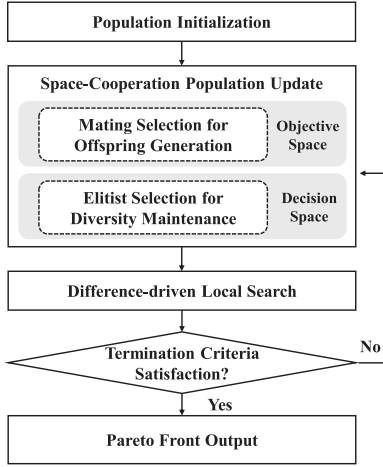 Population Initialization
Space-Cooperation Population Update
Mating Selection for
Offspring Generation
Objective
Space
Elitist Selection for
Diversity Maintenance
Decision
Space
Difference-driven Local Search
Termination Criteria
Satisfaction?
No
Yes
Pareto Front Output